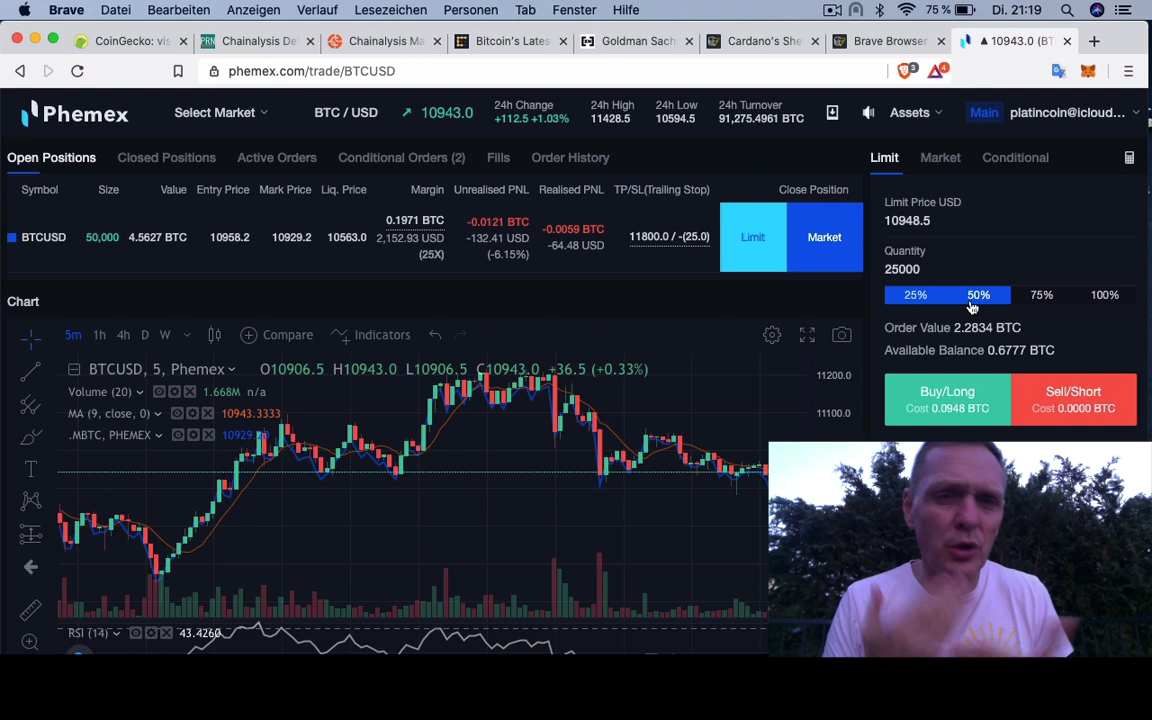 Brave Datei Bearbeiten Anzeigen Verlauf Lesezeichen Personen Tab Fenster Hilfe 75 % Di. 21:19
CoinGecko: vis Chainalysis De Chainalysis Ma Bitcoin's Lates Goldman Sach Cardano's She Brave Browser ▲ 10943.0 (BT
phemex.com/trade/BTCUSD 3 4
Phemex Select Market BTC / USD ↗ 10943.0 24h Change 24h High 24h Low 24h Turnover Assets Main platincoin@icloud...
+112.5 +1.03% 11428.5 10594.5 91,275.4961 BTC
Open Positions Closed Positions Active Orders Conditional Orders (2) Fills Order History
Symbol Size Value Entry Price Mark Price Liq. Price Margin Unrealised PNL Realised PNL TP/SL(Trailing Stop) Close Position
BTCUSD 50,000 4.5627 BTC 10958.2 10929.2 10563.0 0.1971 BTC -0.0121 BTC -0.0059 BTC 11800.0 / -(25.0) Limit Market
2,152.93 USD -132.41 USD -64.48 USD
(25X) (-6.15%)
Limit Market Conditional
Limit Price USD
10948.5
Quantity
25000
25% 50% 75% 100%
Order Value 2.2834 BTC
Available Balance 0.6777 BTC
Buy/Long Sell/Short
Cost 0.0948 BTC Cost 0.0000 BTC
Chart
5m 1h 4h D W Compare Indicators
BTCUSD, 5, Phemex O10906.5 H10943.0 L10906.5 C10943.0 +36.5 (+0.33%)
Volume (20) 1.668M n/a
MA (9, close, 0) 10943.3333
.MBTC, PHEMEX
11200.0
11100.0
RSI (14) 43.4260